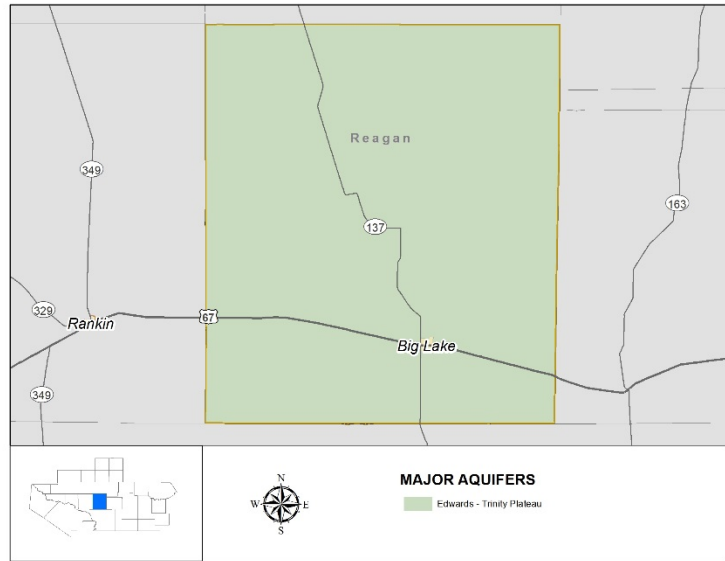 Reagan
349
163
137
329
67
Rankin
Big Lake
349
N
W E
S
MAJOR AQUIFERS
Edwards - Trinity Plateau